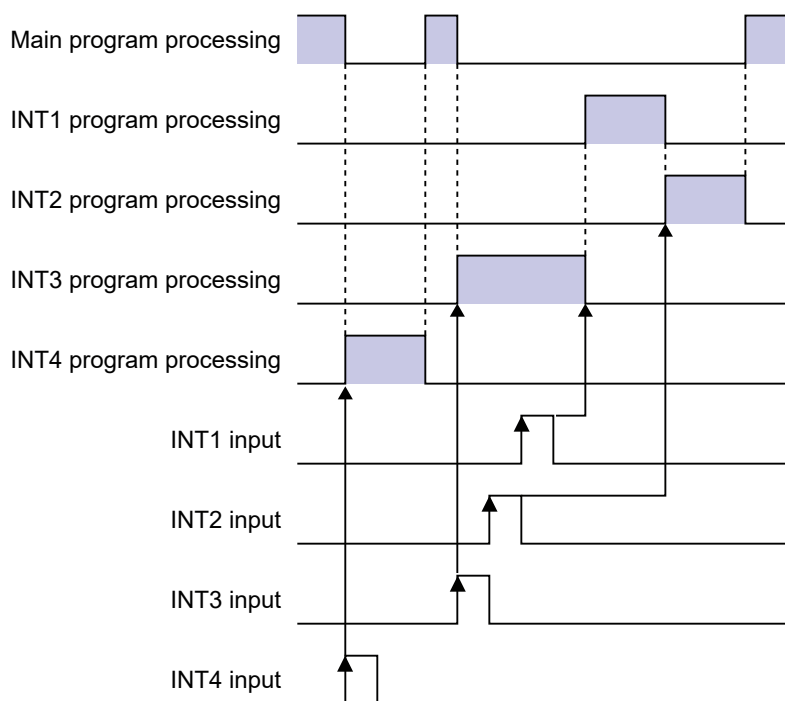 Main program processing
INT1 program processing
INT2 program processing
INT3 program processing
INT4 program processing
INT1 input
INT2 input
INT3 input
INT4 input